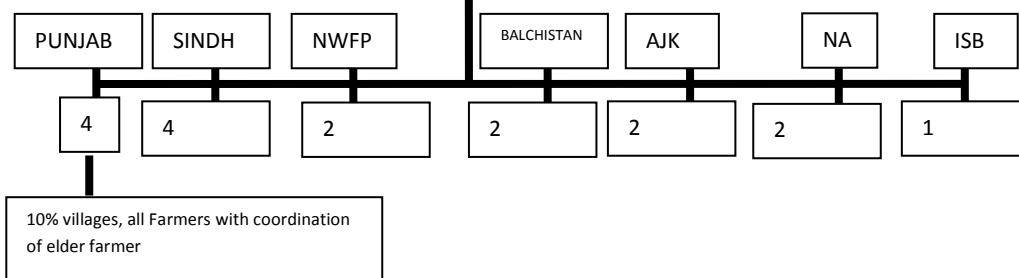 PUNJAB SINDH NWFP BALCHISTAN AJK NA ISB
4 4 2 2 2 2 1
10% villages, all Farmers with coordination
of elder farmer